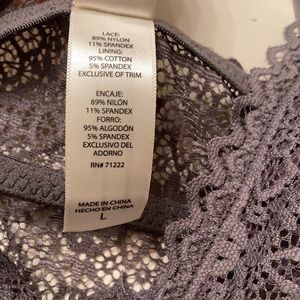 LACE:
89% NYLON
11% SPANDEX
LINING:
95% COTTON
5% SPANDEX
EXCLUSIVE OF TRIM
ENCAJE:
89% NILÓN
11% SPANDEX
FORRO:
95% ALGODÓN
5% SPANDEX
EXCLUSIVO DEL
ADORNO
RN# 71222
MADE IN CHINA
HECHO EN CHINA
L